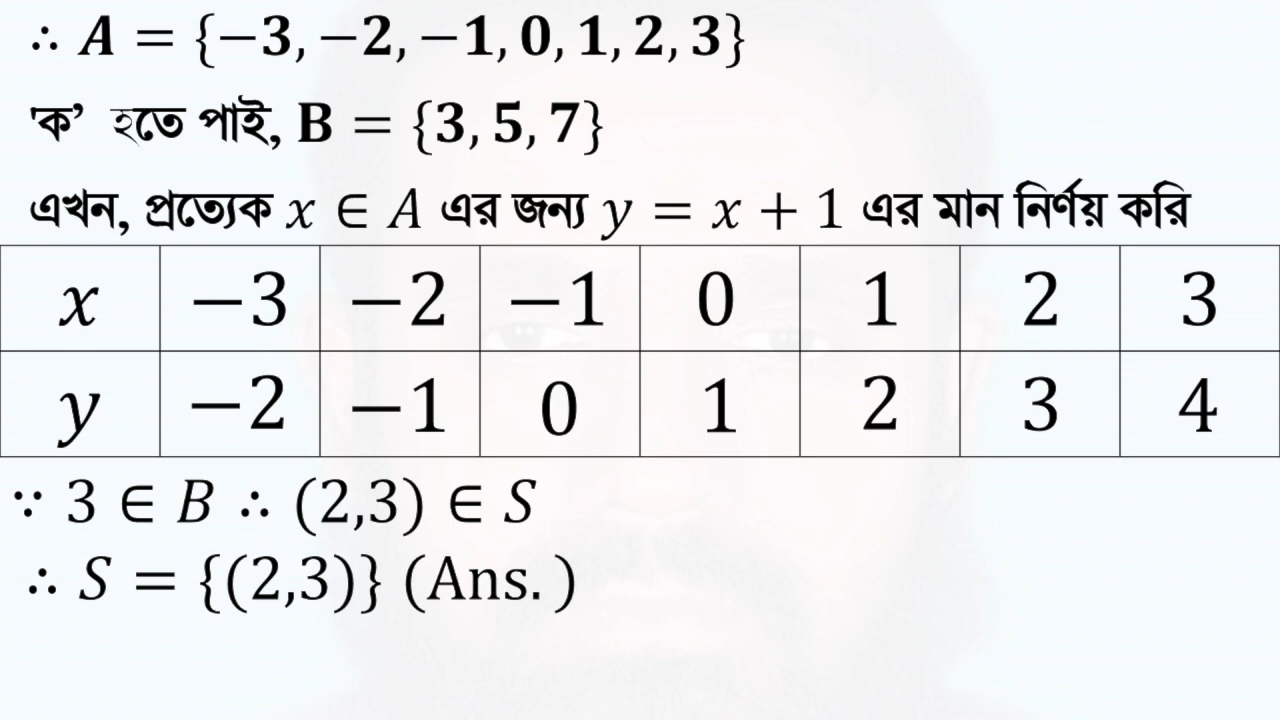 ∴ A = {−3, −2, −1, 0, 1, 2, 3}
'ক’ হতে পাই, B = {3, 5, 7}
এখন, প্রত্যেক x ∈ A এর জন্য y = x + 1 এর মান নির্ণয় করি
x −3 −2 −1 0 1 2 3
y −2 −1 0 1 2 3 4
∵ 3 ∈ B ∴ (2,3) ∈ S
∴ S = {(2,3)} (Ans. )